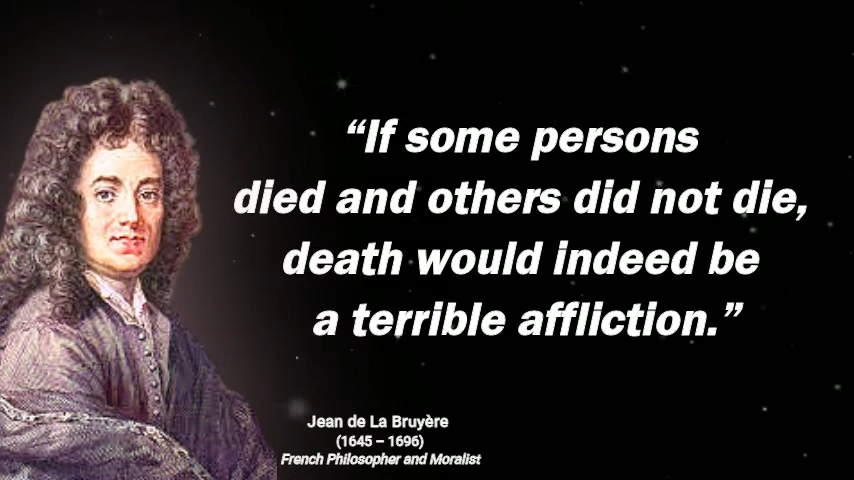 “If some persons
died and others did not die,
death would indeed be
a terrible affliction.”
Jean de La Bruyère
(1645 – 1696)
French Philosopher and Moralist